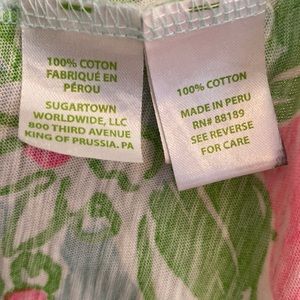 100% COTON
FABRIQUÉ EN
PÉROU
SUGARTOWN
WORLDWIDE, LLC
800 THIRD AVENUE
KING OF PRUSSIA. PA
100% COTTON
MADE IN PERU
RN# 88189
SEE REVERSE
FOR CARE